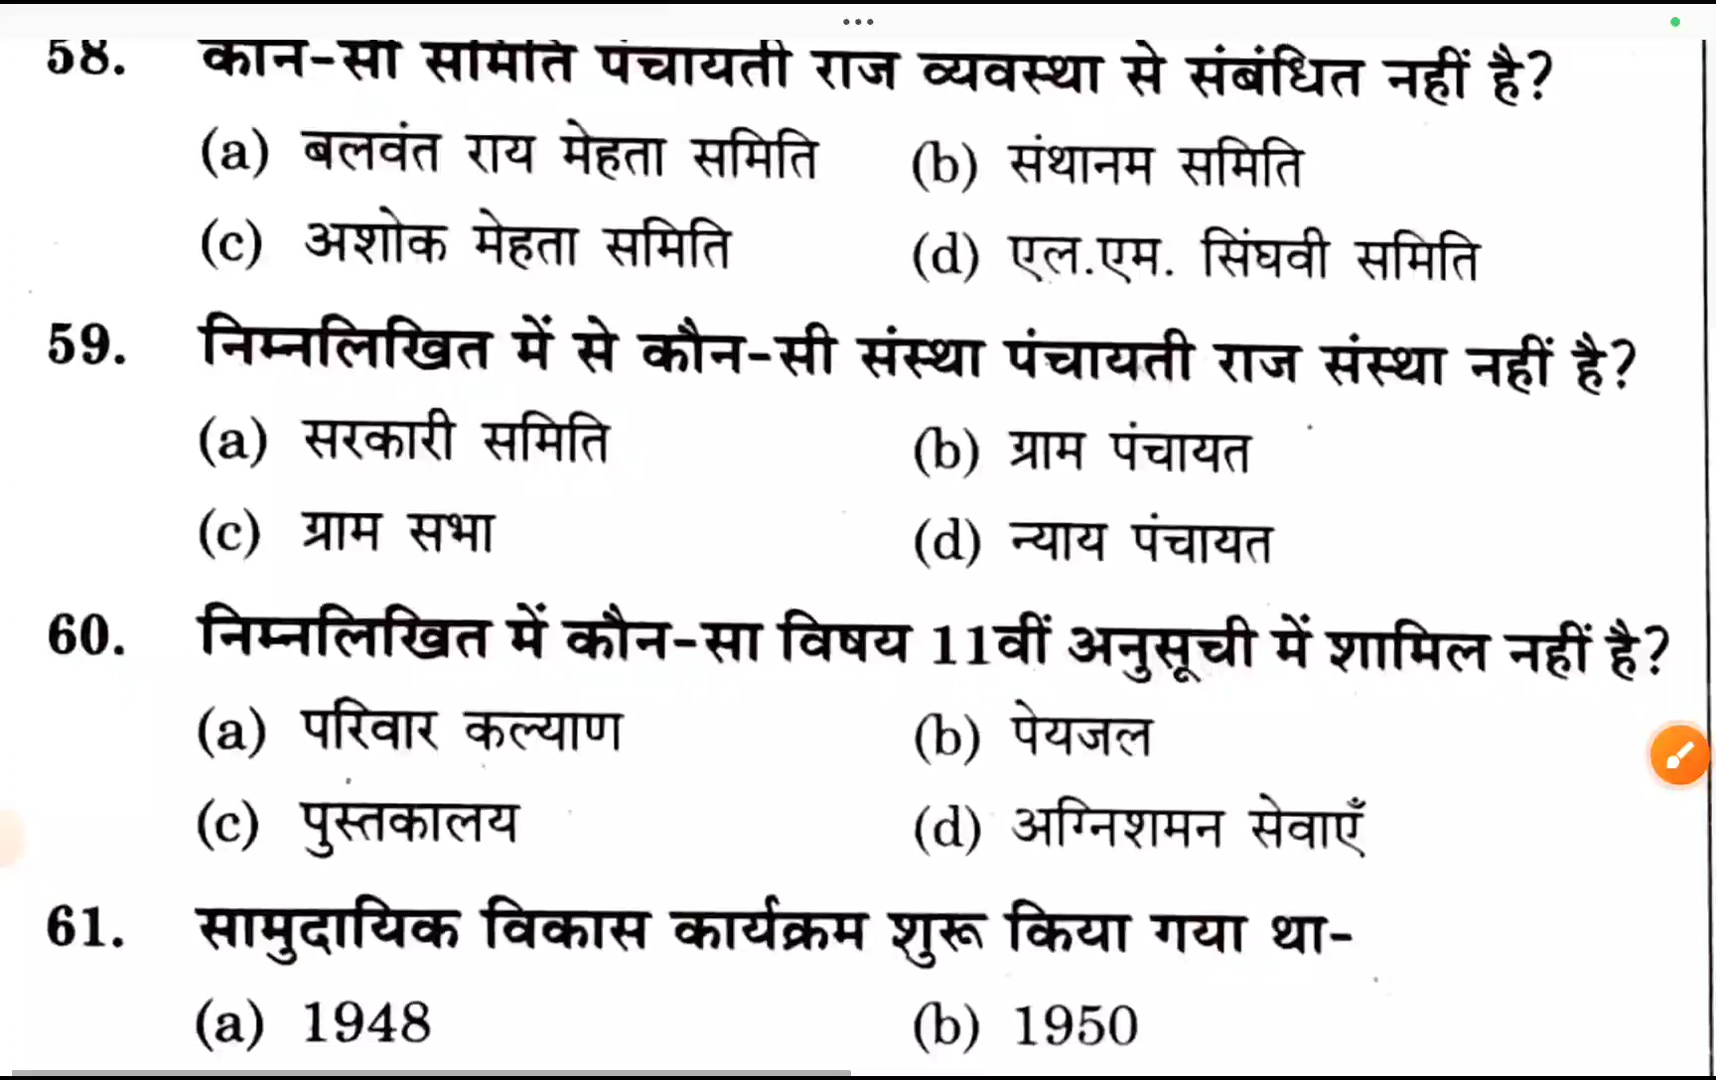 58. कौन-सी समिति पंचायती राज व्यवस्था से संबंधित नहीं है?
(a) बलवंत राय मेहता समिति (b) संथानम समिति
(c) अशोक मेहता समिति (d) एल.एम. सिंघवी समिति
59. निम्नलिखित में से कौन-सी संस्था पंचायती राज संस्था नहीं है?
(a) सरकारी समिति (b) ग्राम पंचायत
(c) ग्राम सभा (d) न्याय पंचायत
60. निम्नलिखित में कौन-सा विषय 11वीं अनुसूची में शामिल नहीं है?
(a) परिवार कल्याण (b) पेयजल
(c) पुस्तकालय (d) अग्निशमन सेवाएँ
61. सामुदायिक विकास कार्यक्रम शुरू किया गया था-
(a) 1948 (b) 1950